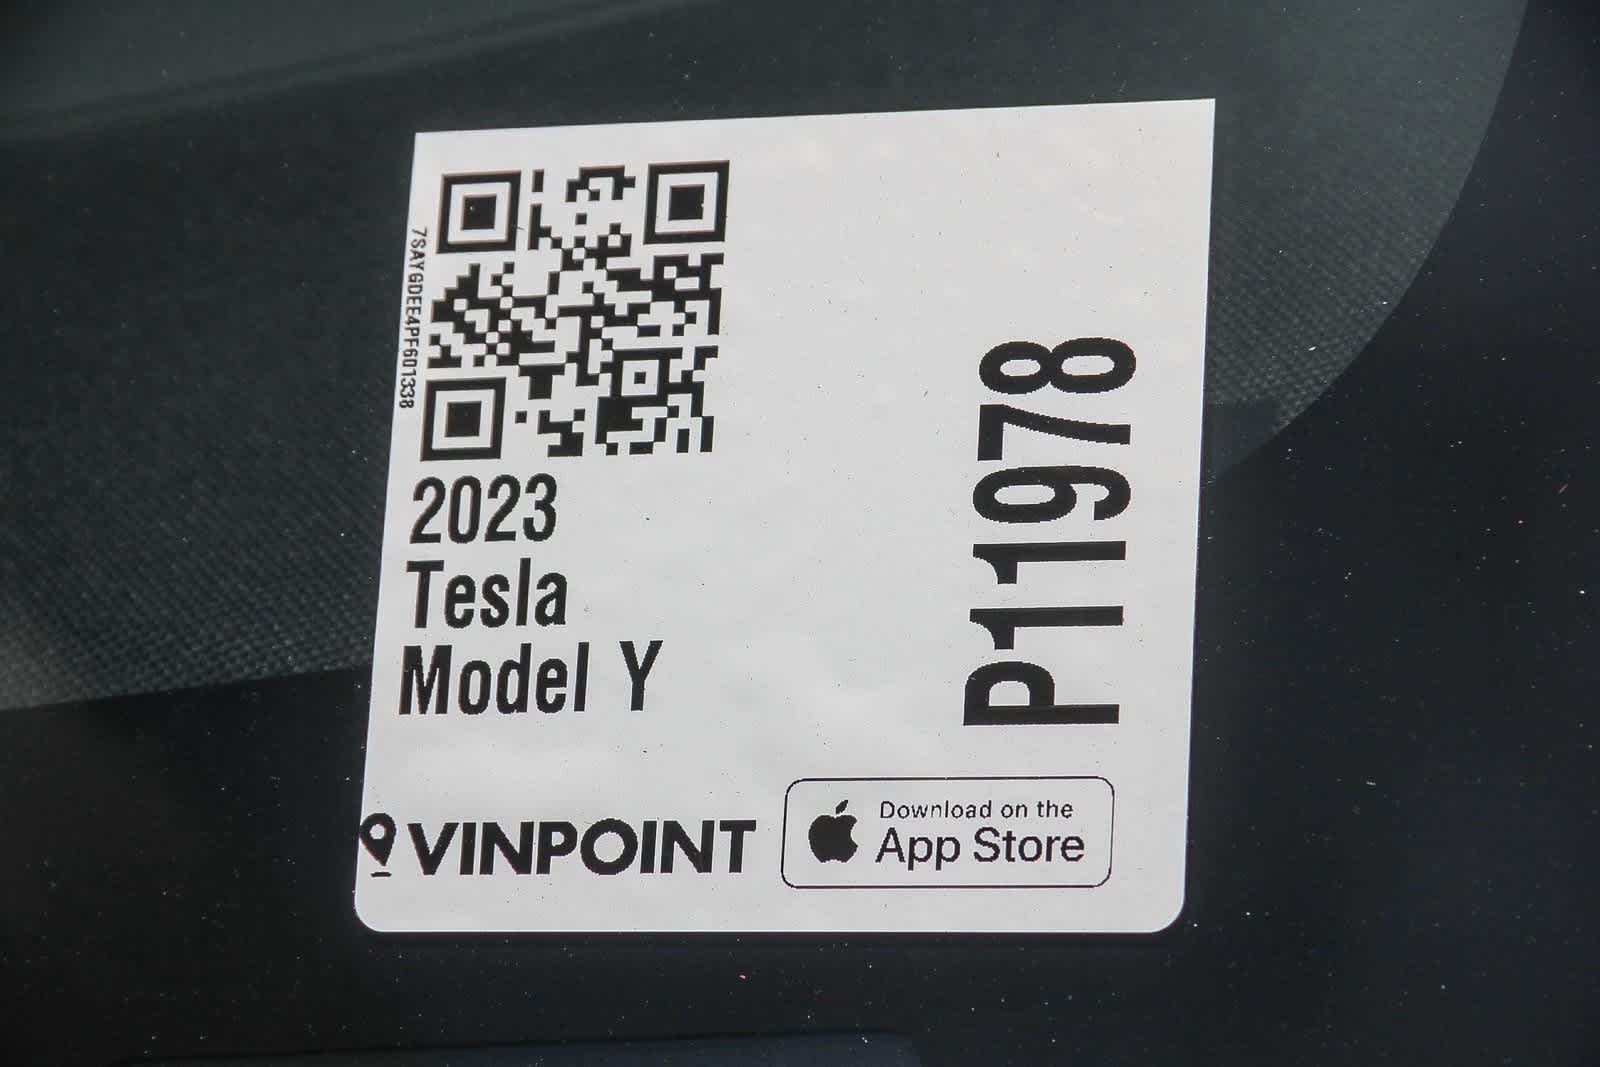 7SAYGDEE4PF601338
2023
Tesla
Model Y
P11978
VINPOINT
Download on the
App Store